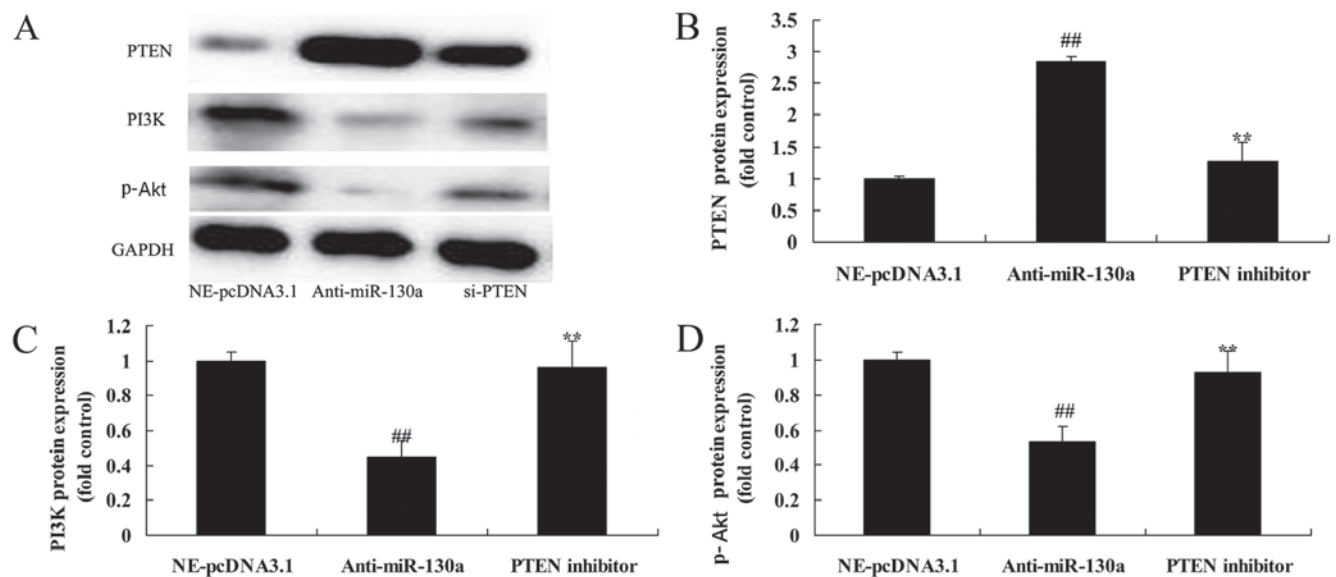 A
PTEN
PI3K
p-Akt
GAPDH
NE-pcDNA3.1 Anti-miR-130a si-PTEN
B
PTEN protein expression
(fold control)
3.5
3
2.5
2
1.5
1
0.5
0
##
**
NE-pcDNA3.1 Anti-miR-130a PTEN inhibitor
C
PI3K protein expression
(fold control)
1.2
1
0.8
0.6
0.4
0.2
0
##
**
NE-pcDNA3.1 Anti-miR-130a PTEN inhibitor
D
p-Akt protein expression
(fold control)
1.2
1
0.8
0.6
0.4
0.2
0
##
**
NE-pcDNA3.1 Anti-miR-130a PTEN inhibitor